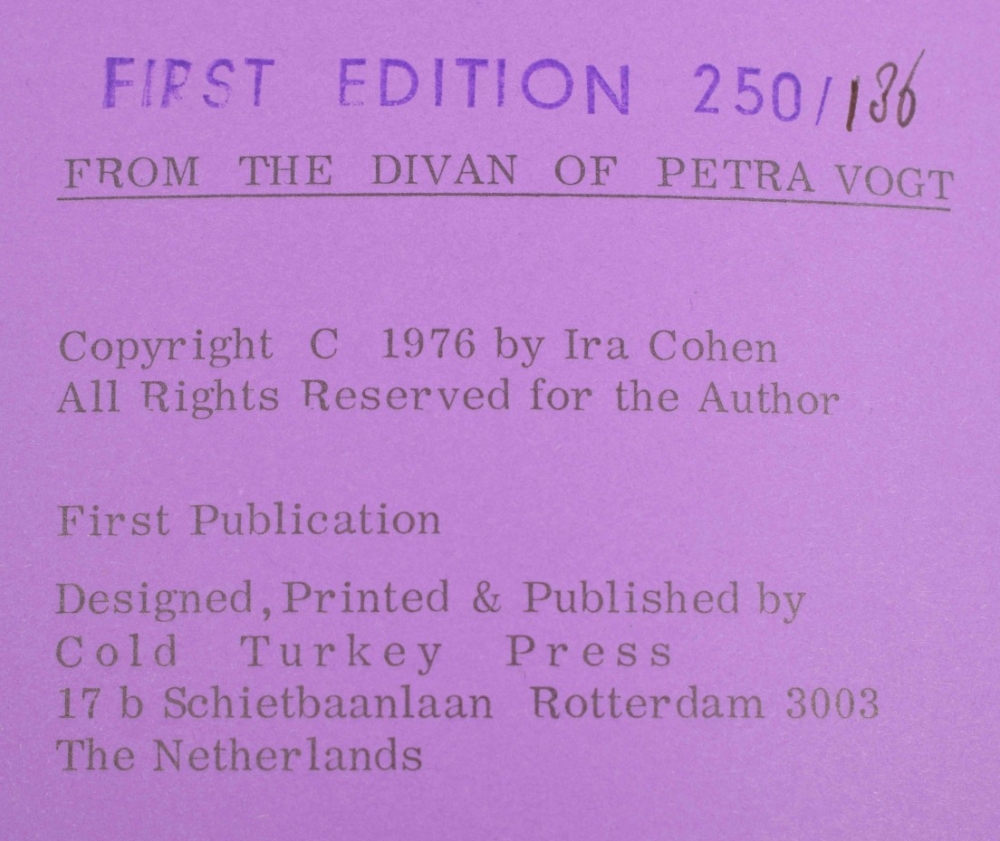 FIRST EDITION 250/136
FROM THE DIVAN OF PETRA VOGT
Copyright C 1976 by Ira Cohen
All Rights Reserved for the Author
First Publication
Designed, Printed & Published by
Cold Turkey Press
17 b Schietbaanlaan Rotterdam 3003
The Netherlands